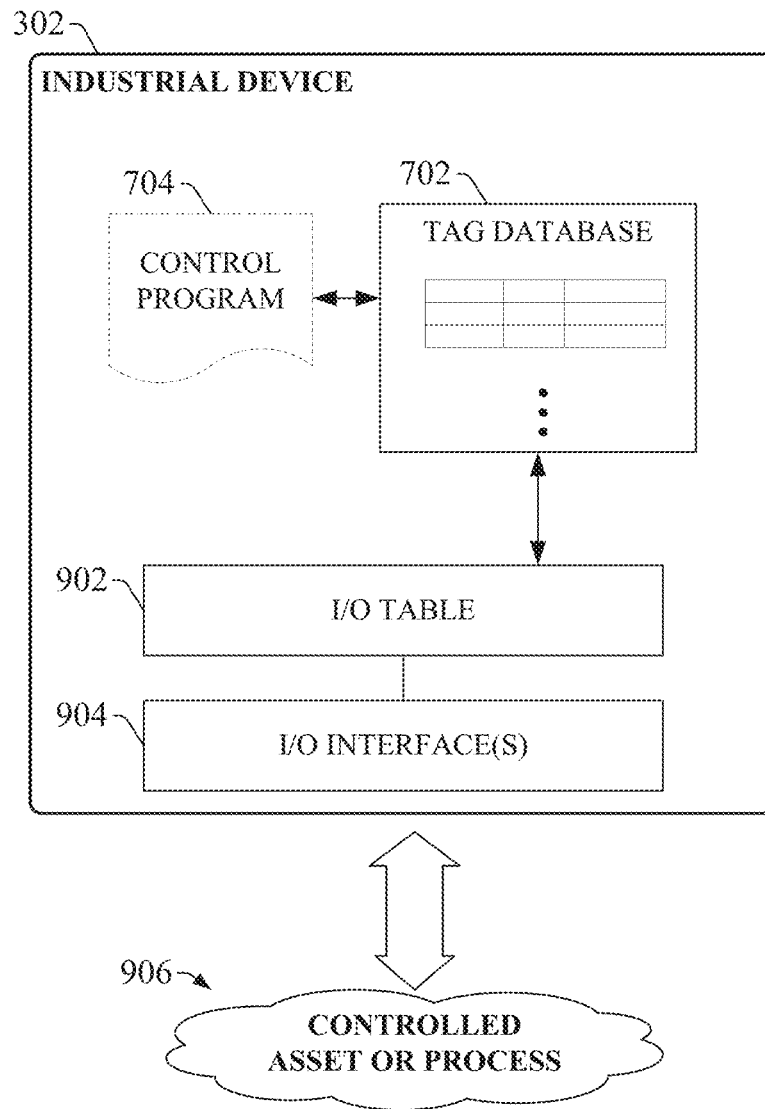 302
INDUSTRIAL DEVICE
704
702
CONTROL
PROGRAM
TAG DATABASE
902
I/O TABLE
904
I/O INTERFACE(S)
906
CONTROLLED
ASSET OR PROCESS